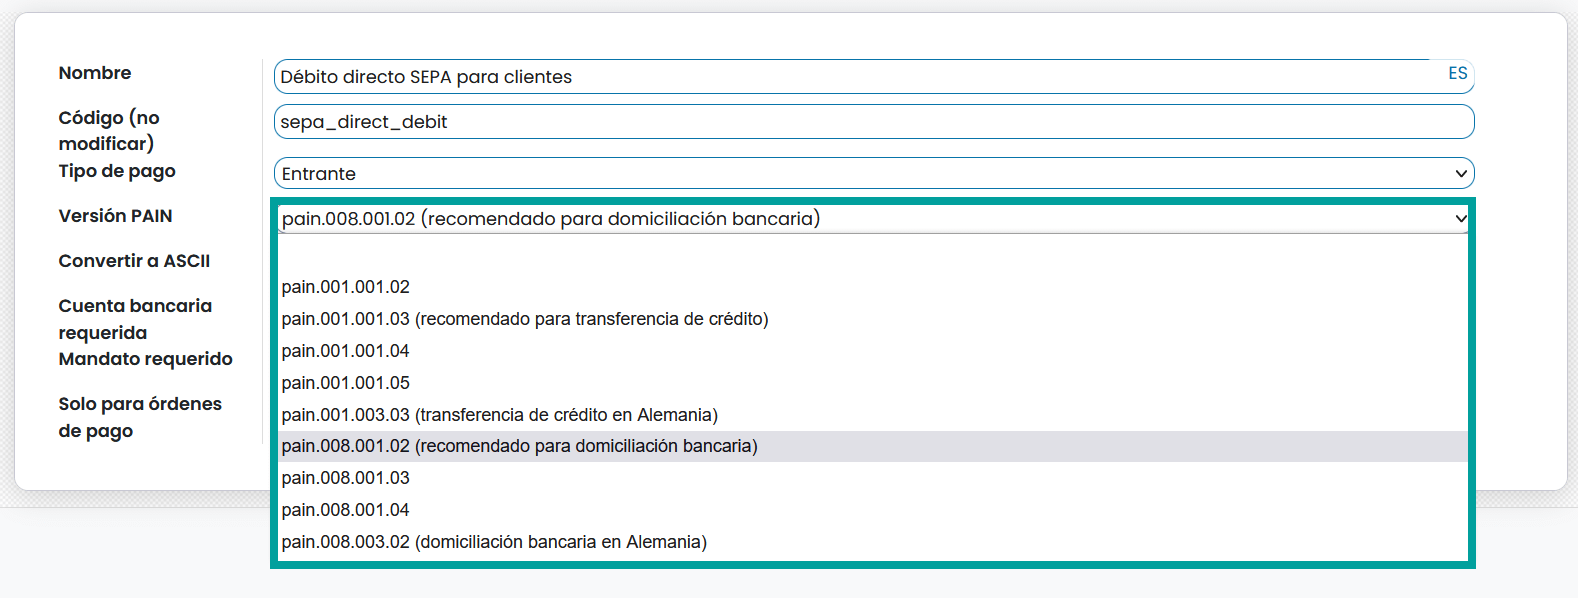 Nombre
Débito directo SEPA para clientes
ES
Código (no
modificar)
sepa_direct_debit
Tipo de pago
Entrante
Versión PAIN
pain.008.001.02 (recomendado para domiciliación bancaria)
Convertir a ASCII
Cuenta bancaria
requerida
Mandato requerido
Solo para órdenes
de pago
pain.001.001.02
pain.001.001.03 (recomendado para transferencia de crédito)
pain.001.001.04
pain.001.001.05
pain.001.003.03 (transferencia de crédito en Alemania)
pain.008.001.02 (recomendado para domiciliación bancaria)
pain.008.001.03
pain.008.001.04
pain.008.003.02 (domiciliación bancaria en Alemania)